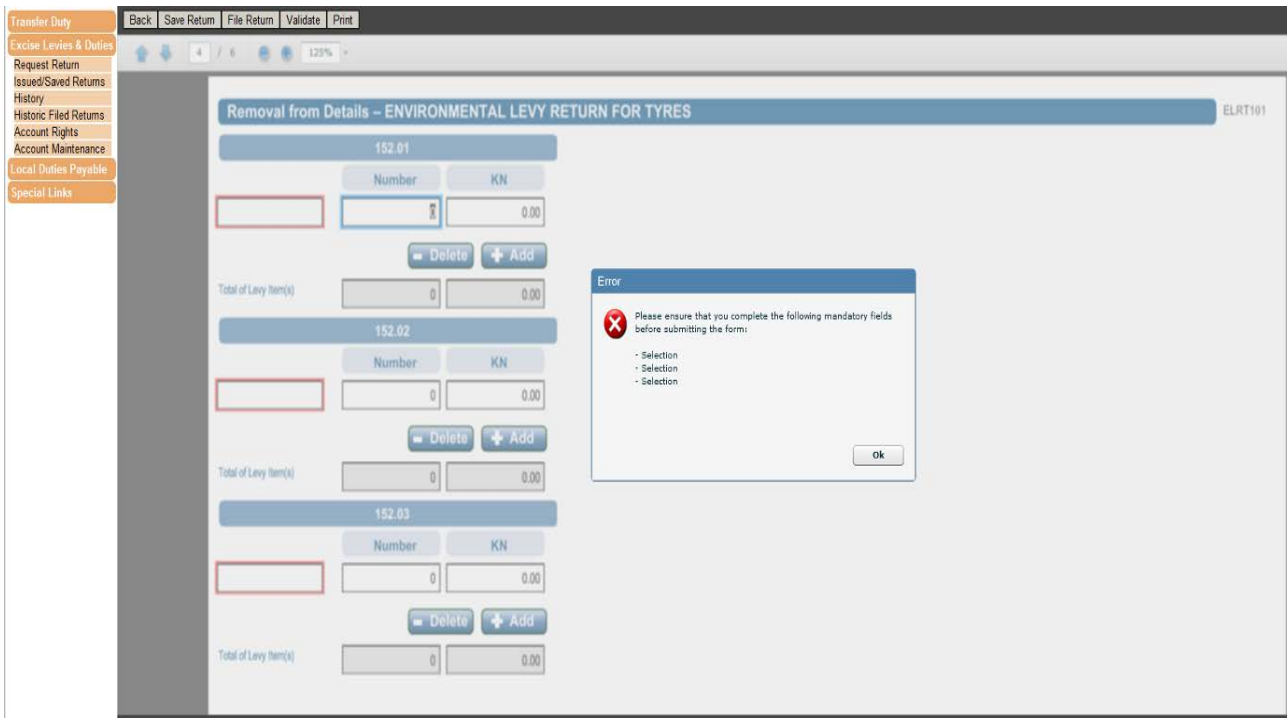 Transfer Duty
Excise Levies & Duties
Request Return
Issued/Saved Returns
History
Historic Filed Returns
Account Rights
Account Maintenance
Local Duties Payable
Special Links
Back Save Return File Return Validate Print
4 / 6 125%
Removal from Details – ENVIRONMENTAL LEVY RETURN FOR TYRES
ELRT101
152.01
Number KN
0.00
Delete Add
Total of Levy Item(s) 0 0.00
152.02
Number KN
0 0.00
Delete Add
Total of Levy Item(s) 0 0.00
152.03
Number KN
0 0.00
Delete Add
Total of Levy Item(s) 0 0.00
Error
Please ensure that you complete the following mandatory fields
before submitting the form:
- Selection
- Selection
- Selection
Ok